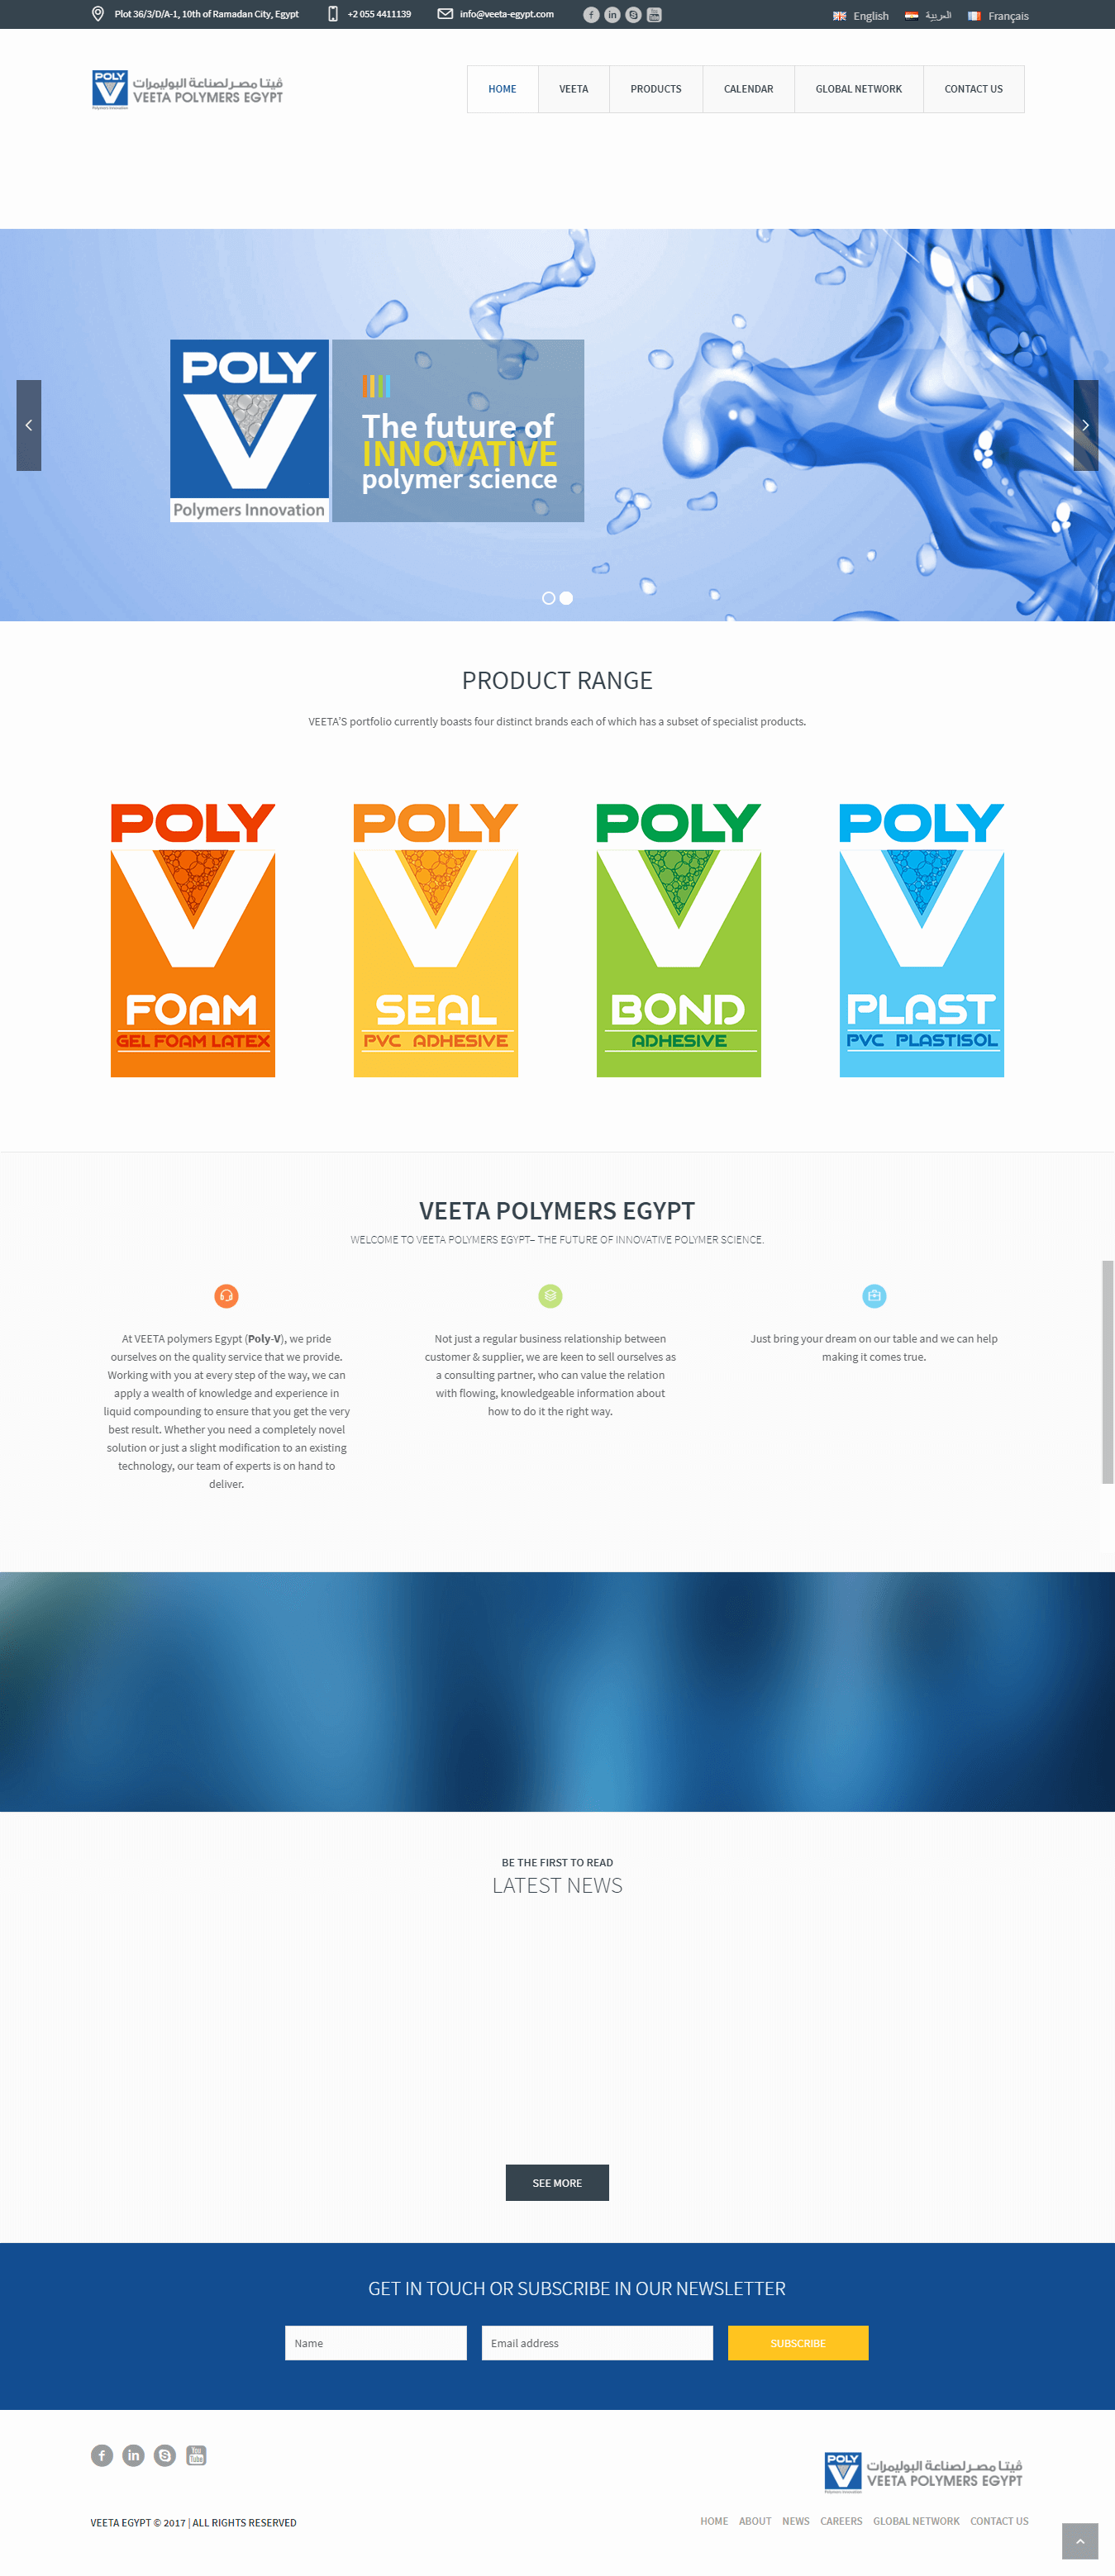 Plot 36/3/D/A-1, 10th of Ramadan City, Egypt +2 055 4411139 info@veeta-egypt.com English العربية Français
POLY فيتا مصر لصناعة البوليمرات
V VEETA POLYMERS EGYPT
HOME VEETA PRODUCTS CALENDAR GLOBAL NETWORK CONTACT US
POLY
V
Polymers Innovation
The future of
INNOVATIVE
polymer science
PRODUCT RANGE
VEETA'S portfolio currently boasts four distinct brands each of which has a subset of specialist products.
POLY
V
FOAM
GEL FOAM LATEX
POLY
V
SEAL
PVC ADHESIVE
POLY
V
BOND
ADHESIVE
POLY
V
PLAST
PVC PLASTISOL
VEETA POLYMERS EGYPT
WELCOME TO VEETA POLYMERS EGYPT– THE FUTURE OF INNOVATIVE POLYMER SCIENCE.
At VEETA polymers Egypt (Poly-V), we pride
ourselves on the quality service that we provide.
Working with you at every step of the way, we can
apply a wealth of knowledge and experience in
liquid compounding to ensure that you get the very
best result. Whether you need a completely novel
solution or just a slight modification to an existing
technology, our team of experts is on hand to
deliver.
Not just a regular business relationship between
customer & supplier, we are keen to sell ourselves as
a consulting partner, who can value the relation
with flowing, knowledgeable information about
how to do it the right way.
Just bring your dream on our table and we can help
making it comes true.
BE THE FIRST TO READ
LATEST NEWS
SEE MORE
GET IN TOUCH OR SUBSCRIBE IN OUR NEWSLETTER
Name Email address SUBSCRIBE
f in S You Tube
POLY فيتا مصر لصناعة البوليمرات
V VEETA POLYMERS EGYPT
VEETA EGYPT © 2017 | ALL RIGHTS RESERVED
HOME ABOUT NEWS CAREERS GLOBAL NETWORK CONTACT US